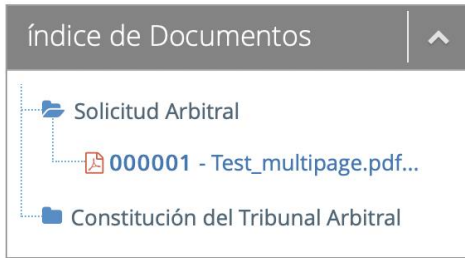 índice de Documentos
Solicitud Arbitral
000001 - Test_multipage.pdf...
Constitución del Tribunal Arbitral